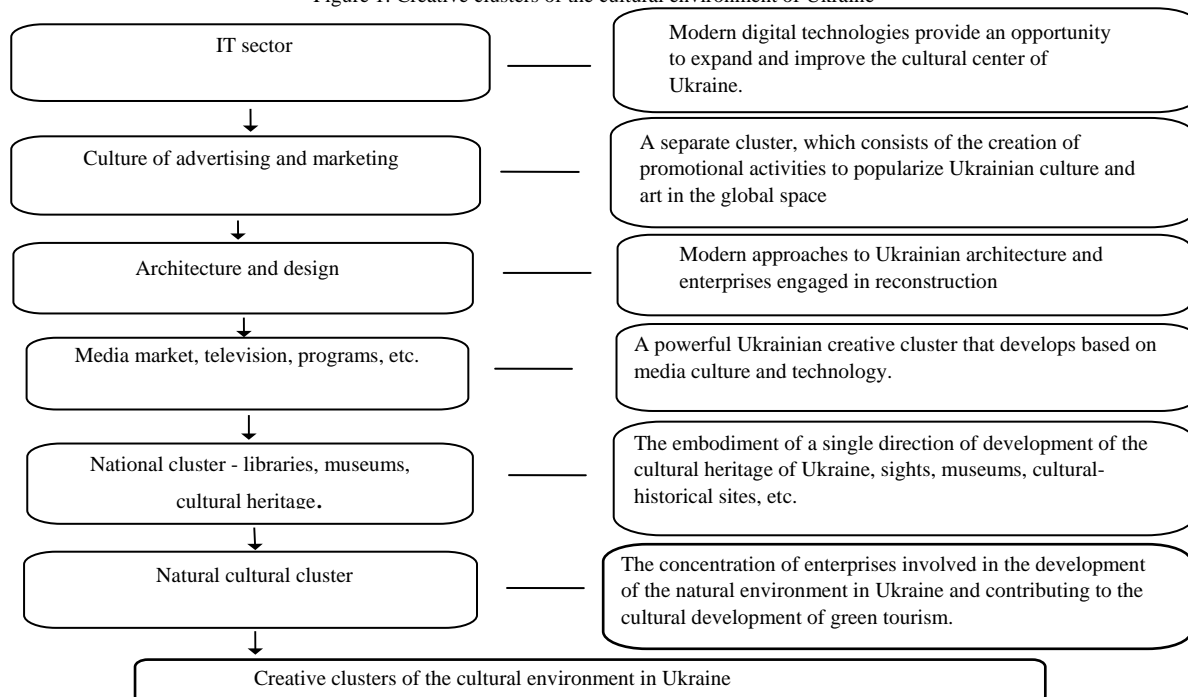 Figure 1. Creative clusters of the cultural environment of Ukraine
IT sector
Modern digital technologies provide an opportunity
to expand and improve the cultural center of
Ukraine.
Culture of advertising and marketing
A separate cluster, which consists of the creation of
promotional activities to popularize Ukrainian culture and
art in the global space
Architecture and design
Modern approaches to Ukrainian architecture and
enterprises engaged in reconstruction
Media market, television, programs, etc.
A powerful Ukrainian creative cluster that develops based on
media culture and technology.
National cluster - libraries, museums,
cultural heritage.
The embodiment of a single direction of development of the
cultural heritage of Ukraine, sights, museums, cultural-
historical sites, etc.
Natural cultural cluster
The concentration of enterprises involved in the development
of the natural environment in Ukraine and contributing to the
cultural development of green tourism.
Creative clusters of the cultural environment in Ukraine